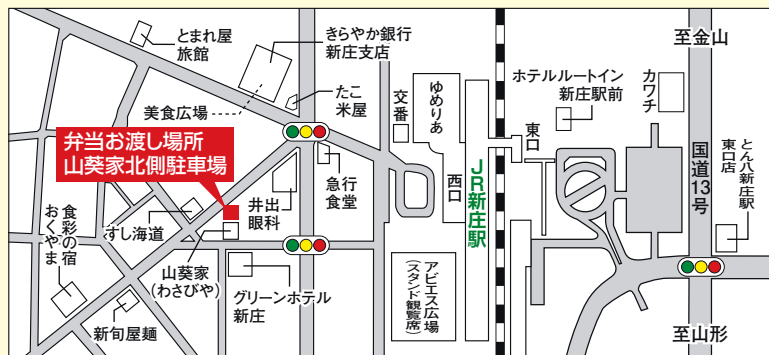 とまれ屋
旅館
きらやか銀行
新庄支店
美食広場
たこ
米屋
弁当お渡し場所
山葵家北側駐車場
急行
食堂
井出
眼科
すし海道
山葵家
(わさびや)
グリーンホテル
新庄
食彩の宿
おくやま
新旬屋麺
交番
ゆめりあ
西口
JR新庄駅
アビエス広場
(スタンド観覧席)
東口
ホテルルートイン
新庄駅前
カワチ
至金山
国道13号
とん八新庄駅
東口店
至山形